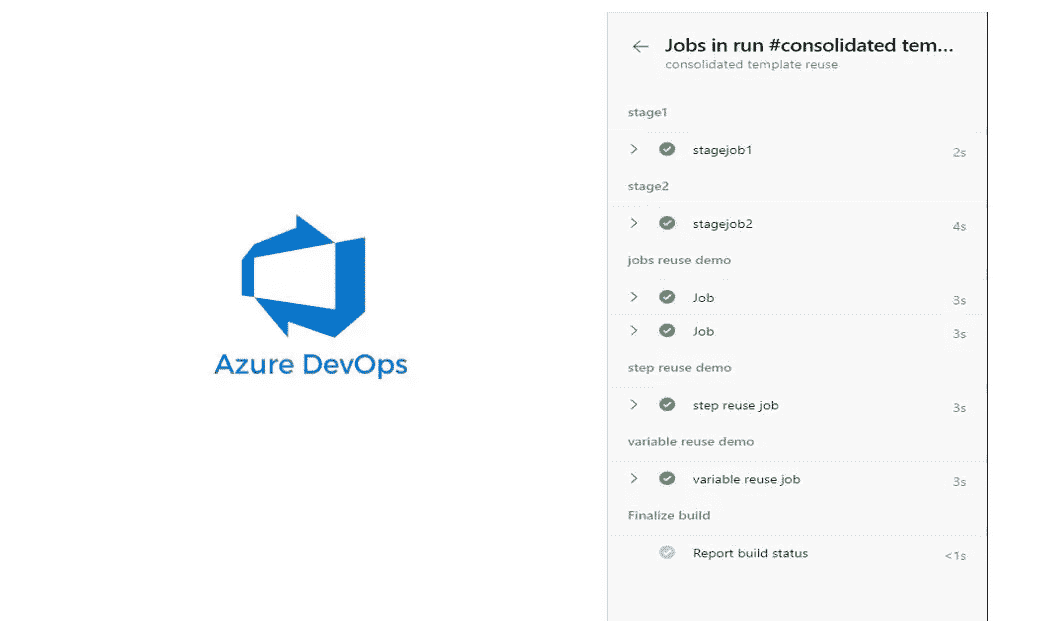 Azure DevOps
Jobs in run #consolidated tem...
consolidated template reuse
stage1
stagejob1
2s
stage2
stagejob2
4s
jobs reuse demo
Job
3s
Job
3s
step reuse demo
step reuse job
3s
variable reuse demo
variable reuse job
3s
Finalize build
Report build status
<1s